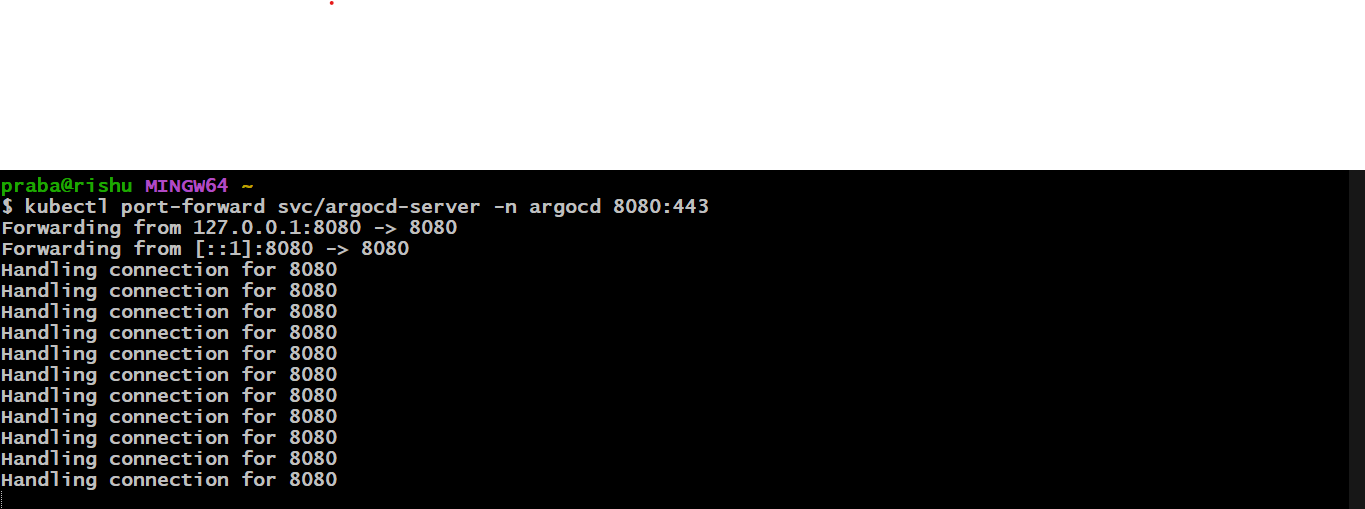 praba@rishu MINGW64 ~
$ kubectl port-forward svc/argocd-server -n argocd 8080:443
Forwarding from 127.0.0.1:8080 -> 8080
Forwarding from [::1]:8080 -> 8080
Handling connection for 8080
Handling connection for 8080
Handling connection for 8080
Handling connection for 8080
Handling connection for 8080
Handling connection for 8080
Handling connection for 8080
Handling connection for 8080
Handling connection for 8080
Handling connection for 8080
Handling connection for 8080